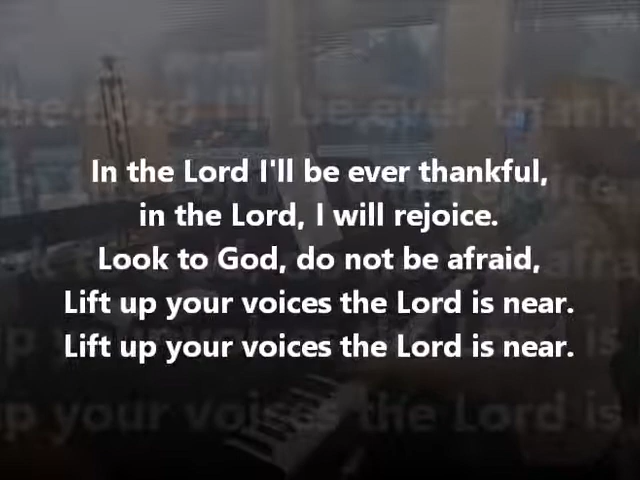 In the Lord I'll be ever thankful,
in the Lord, I will rejoice.
Look to God, do not be afraid,
Lift up your voices the Lord is near.
Lift up your voices the Lord is near.